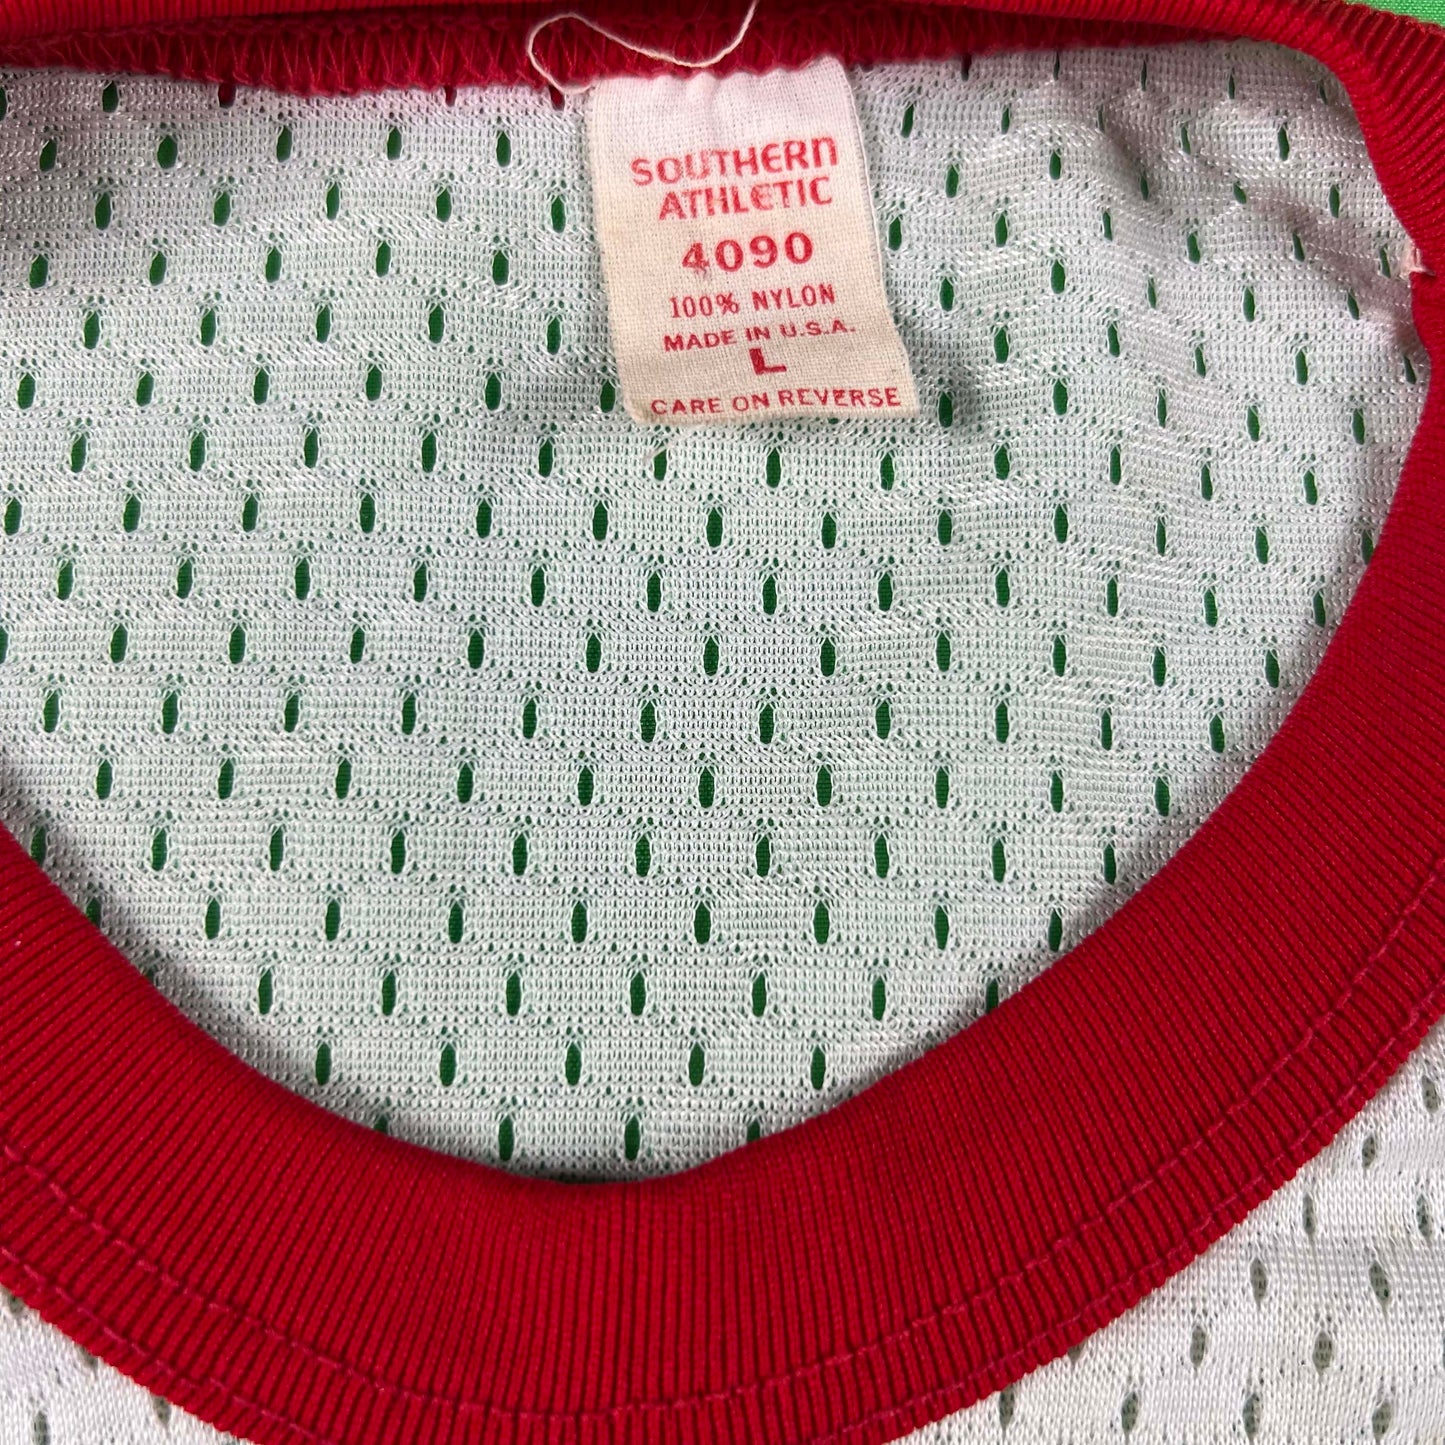 SOUTHERN
ATHLETIC
4090
100% NYLON
MADE IN U.S.A.
L
CARE ON REVERSE